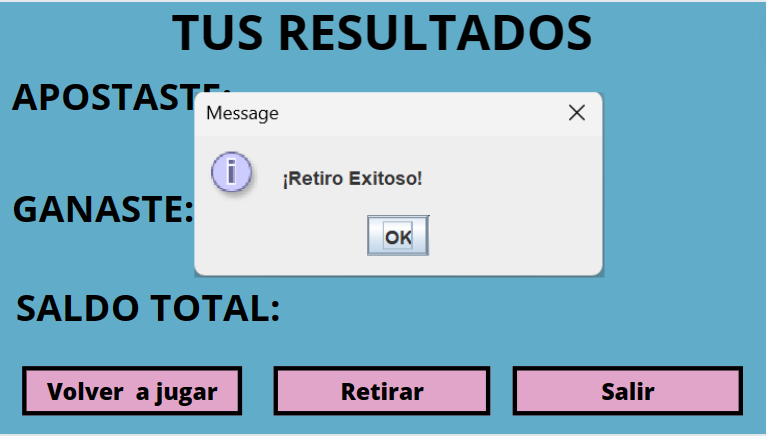 TUS RESULTADOS
APOSTASTE:
Message
¡Retiro Exitoso!
OK
GANASTE:
SALDO TOTAL:
Volver a jugar
Retirar
Salir